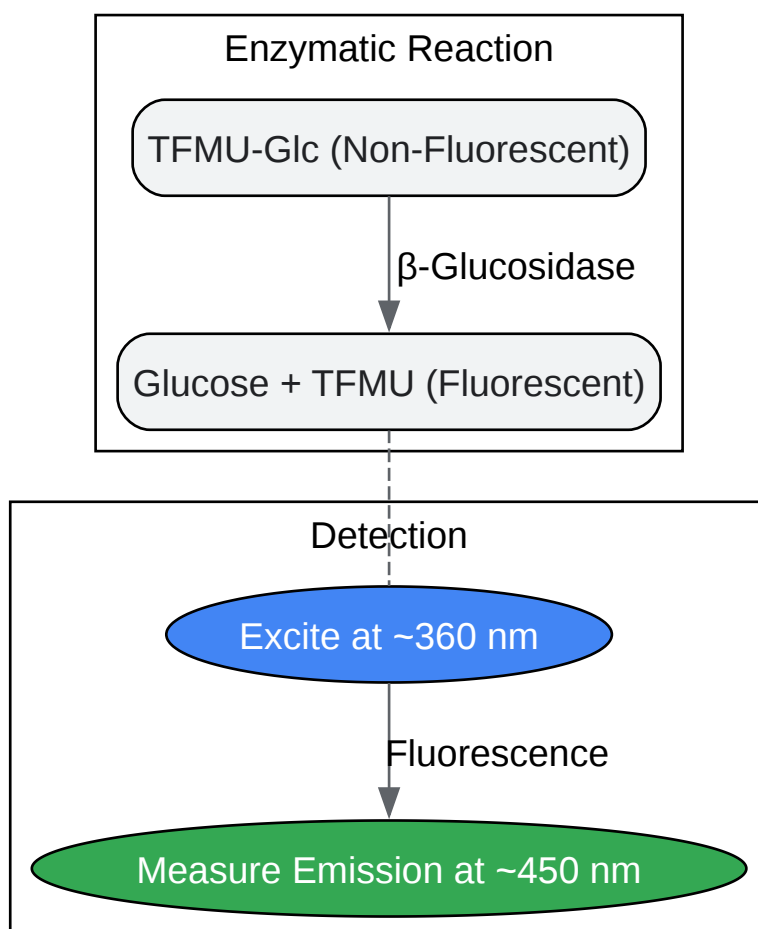 Enzymatic Reaction
TFMU-Glc (Non-Fluorescent)
β-Glucosidase
Glucose + TFMU (Fluorescent)
Detection
Excite at ~360 nm
Fluorescence
Measure Emission at ~450 nm